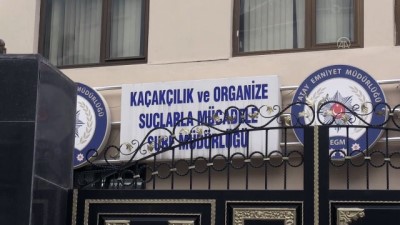 KAÇAKÇILIK ve ORGANİZE
SUÇLARLA MÜCADELE
ŞUBE MÜDÜRLÜĞÜ
HATAY EMNİYET MÜDÜRLÜĞÜ
EGM